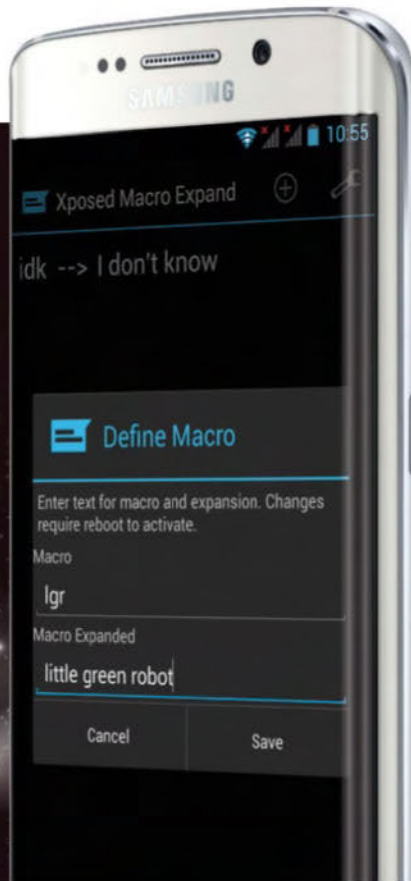 SAMSUNG
10:55
Xposed Macro Expand
idk --> I don't know
Define Macro
Enter text for macro and expansion. Changes
require reboot to activate.
Macro
lgr
Macro Expanded
little green robot
Cancel
Save